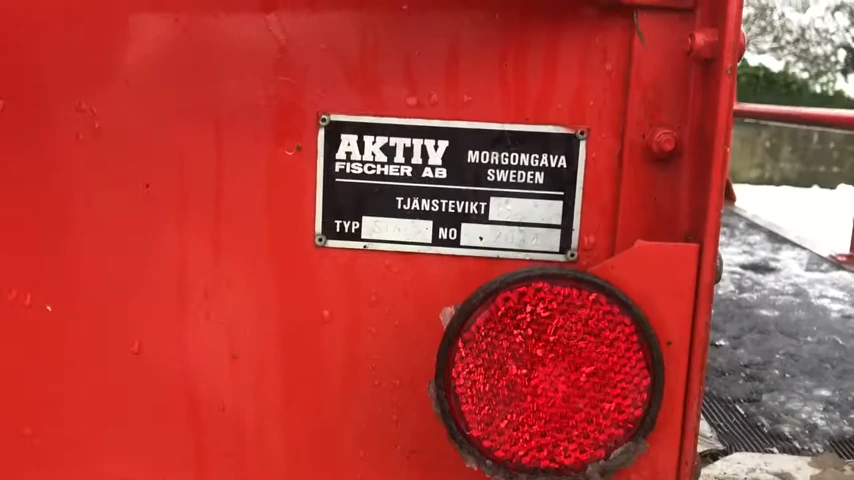 AKTIV
FISCHER AB
MORGONGÅVA
SWEDEN
TJÄNSTEVIKT
TYP NO